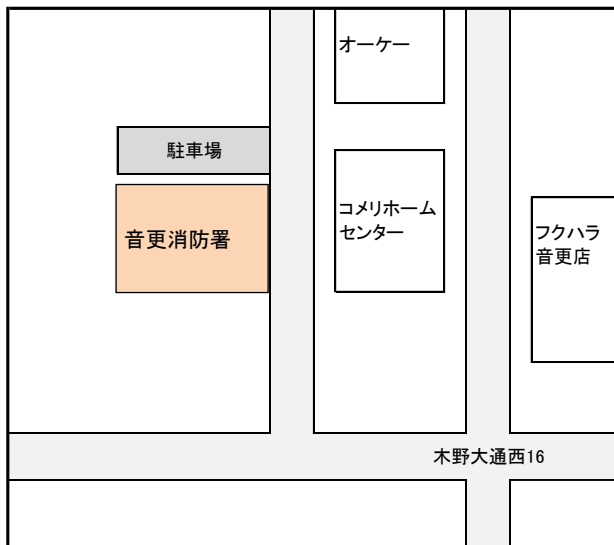 オーケー
駐車場
音更消防署
コメリホーム
センター
フクハラ
音更店
木野大通西16